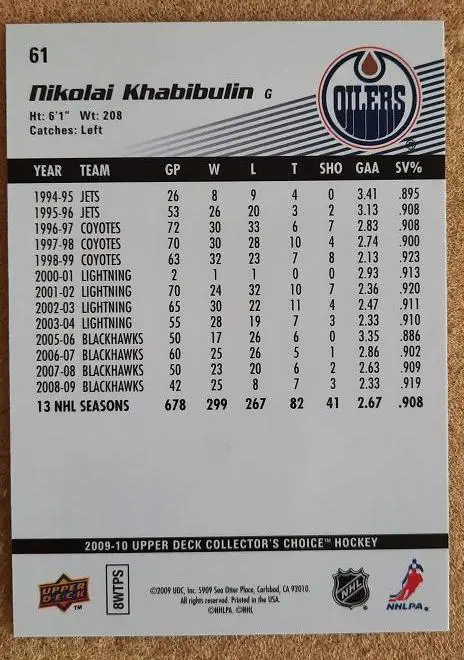 61
OILERS
Nikolai Khabibulin G
Ht: 6'1" Wt: 208
Catches: Left
YEAR TEAM GP W L T SHO GAA SV%
1994-95 JETS 26 8 9 4 0 3.41 .895
1995-96 JETS 53 26 20 3 2 3.13 .908
1996-97 COYOTES 72 30 33 6 7 2.83 .908
1997-98 COYOTES 70 30 28 10 4 2.74 .900
1998-99 COYOTES 63 32 23 7 8 2.13 .923
2000-01 LIGHTNING 2 1 1 0 0 2.93 .913
2001-02 LIGHTNING 70 24 32 10 7 2.36 .920
2002-03 LIGHTNING 65 30 22 11 4 2.47 .911
2003-04 LIGHTNING 55 28 19 7 3 2.33 .910
2005-06 BLACKHAWKS 50 17 26 6 0 3.35 .886
2006-07 BLACKHAWKS 60 25 26 5 1 2.86 .902
2007-08 BLACKHAWKS 50 23 20 6 2 2.63 .909
2008-09 BLACKHAWKS 42 25 8 7 3 2.33 .919
13 NHL SEASONS 678 299 267 82 41 2.67 .908
2009-10 UPPER DECK COLLECTOR'S CHOICE™ HOCKEY
UPPER DECK™
8WTPS
©2009 UDC, Inc. 5909 Sea Otter Place, Carlsbad, CA 92010.
All rights reserved. Printed in the USA.
©NHLPA. ©NHL
NHL
NHLPA.